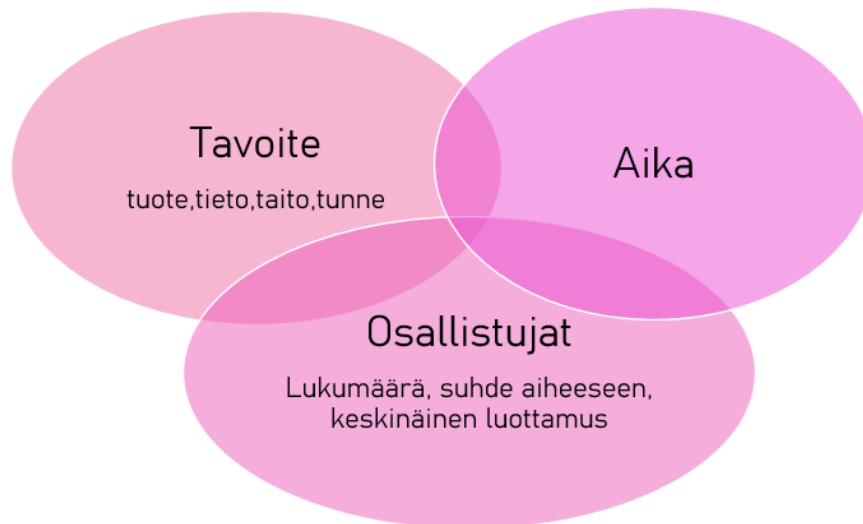 Tavoite
tuote,tieto,taito,tunne
Aika
Osallistujat
Lukumäärä, suhde aiheeseen,
keskinäinen luottamus